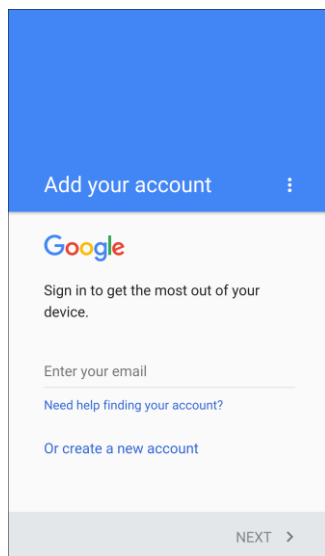 Add your account
Google
Sign in to get the most out of your
device.
Enter your email
Need help finding your account?
Or create a new account
NEXT